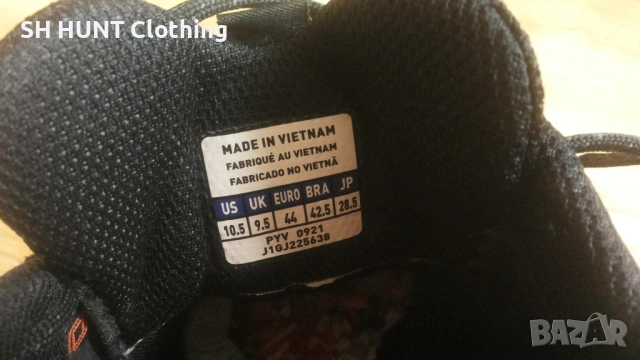 SH HUNT Clothing
MADE IN VIETNAM
FABRIQUÉ AU VIETNAM
FABRICADO NO VIETNÃ
US UK EURO BRA JP
10.5 9.5 44 42.5 28.5
PYV 0921
J1GJ225638
BAZAR